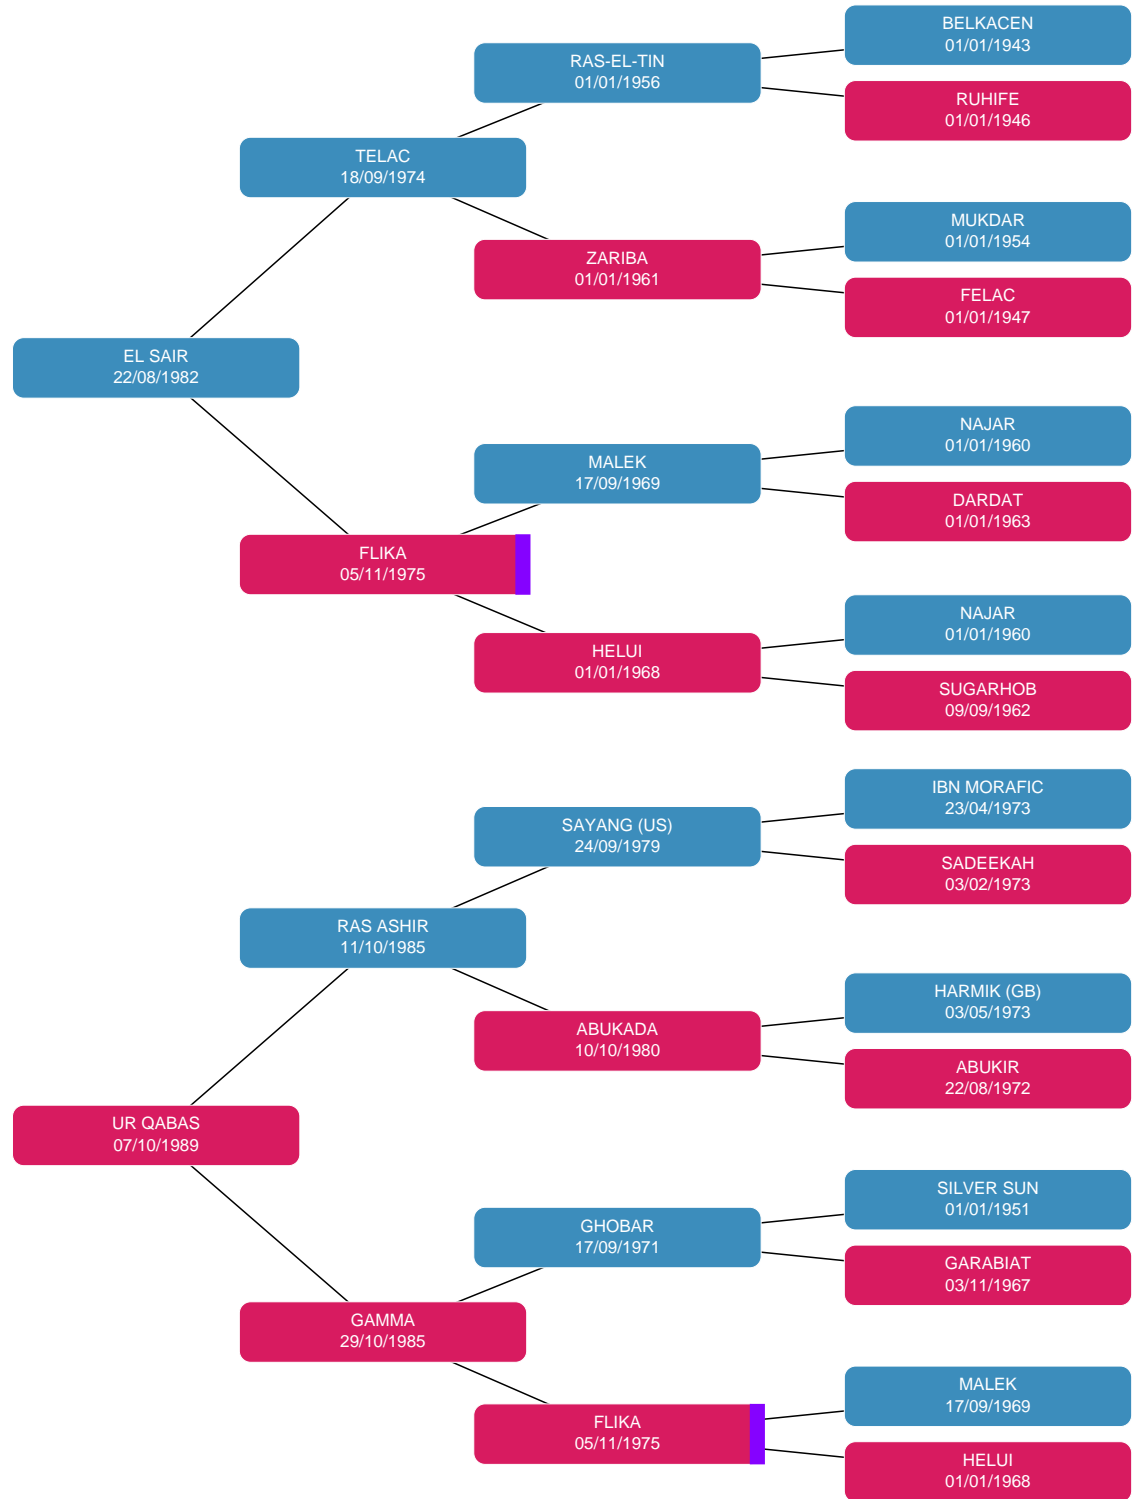 BELKACEN
01/01/1943
RAS-EL-TIN
01/01/1956
RUHIFE
01/01/1946
TELAC
18/09/1974
MUKDAR
01/01/1954
ZARIBA
01/01/1961
FELAC
01/01/1947
EL SAIR
22/08/1982
NAJAR
01/01/1960
MALEK
17/09/1969
DARDAT
01/01/1963
FLIKA
05/11/1975
NAJAR
01/01/1960
HELUI
01/01/1968
SUGARHOB
09/09/1962
IBN MORAFIC
23/04/1973
SAYANG (US)
24/09/1979
SADEEKAH
03/02/1973
RAS ASHIR
11/10/1985
HARMIK (GB)
03/05/1973
ABUKADA
10/10/1980
ABUKIR
22/08/1972
UR QABAS
07/10/1989
SILVER SUN
01/01/1951
GHOBAR
17/09/1971
GARABIAT
03/11/1967
GAMMA
29/10/1985
MALEK
17/09/1969
FLIKA
05/11/1975
HELUI
01/01/1968